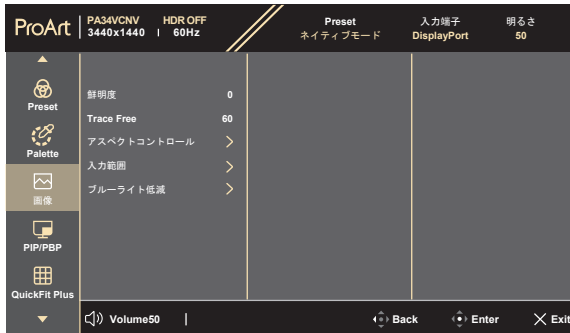 ProArt
PA34VCNV HDR OFF
3440x1440 | 60Hz
Preset
ネイティブモード
入力端子
DisplayPort
明るさ
50
Preset
Palette
画像
PIP/PBP
QuickFit Plus
鮮明度 0
Trace Free 60
アスペクトコントロール
入力範囲
ブルーライト低減
Volume50 |
Back
Enter
Exit